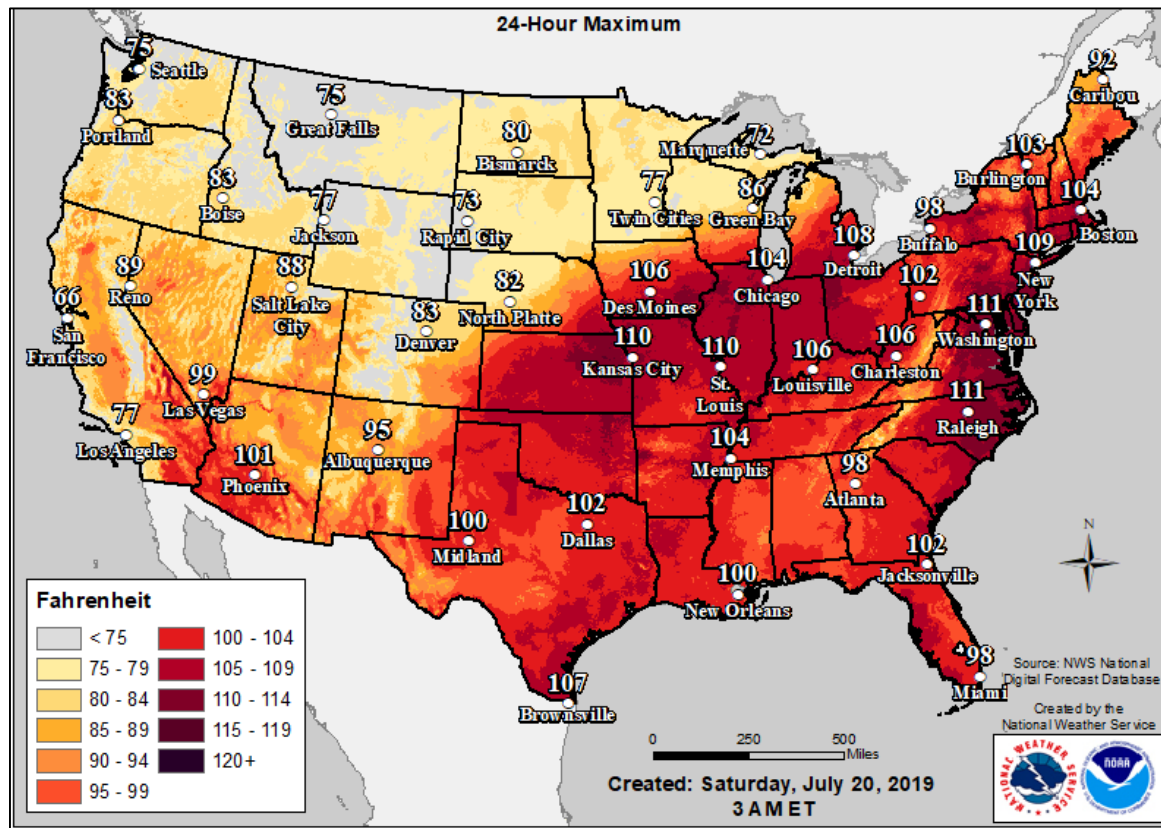 24-Hour Maximum
75
Seattle
83
Portland
75
Great Falls
80
Bismarck
72
Marquette
92
Caribou
103
Burlington
104
Boston
83
Boise
77
Jackson
73
Rapid City
77
Twin Cities
86
Green Bay
98
Buffalo
108
Detroit
109
New
York
89
Reno
88
Salt Lake
City
82
North Platte
106
Des Moines
104
Chicago
102
66
San
Francisco
83
Denver
110
Kansas City
110
St.
Louis
106
Louisville
106
Charleston
111
Washington
99
Las Vegas
77
Los Angeles
101
Phoenix
95
Albuquerque
104
Memphis
111
Raleigh
98
Atlanta
100
Midland
102
Dallas
100
New Orleans
102
Jacksonville
98
Miami
107
Brownsville
N
Fahrenheit
< 75
75 - 79
80 - 84
85 - 89
90 - 94
95 - 99
100 - 104
105 - 109
110 - 114
115 - 119
120+
0 250 500
Miles
Created: Saturday, July 20, 2019
3 AM ET
Source: NWS National
Digital Forecast Database
Created by the
National Weather Service
NATIONAL WEATHER SERVICE
NOAA